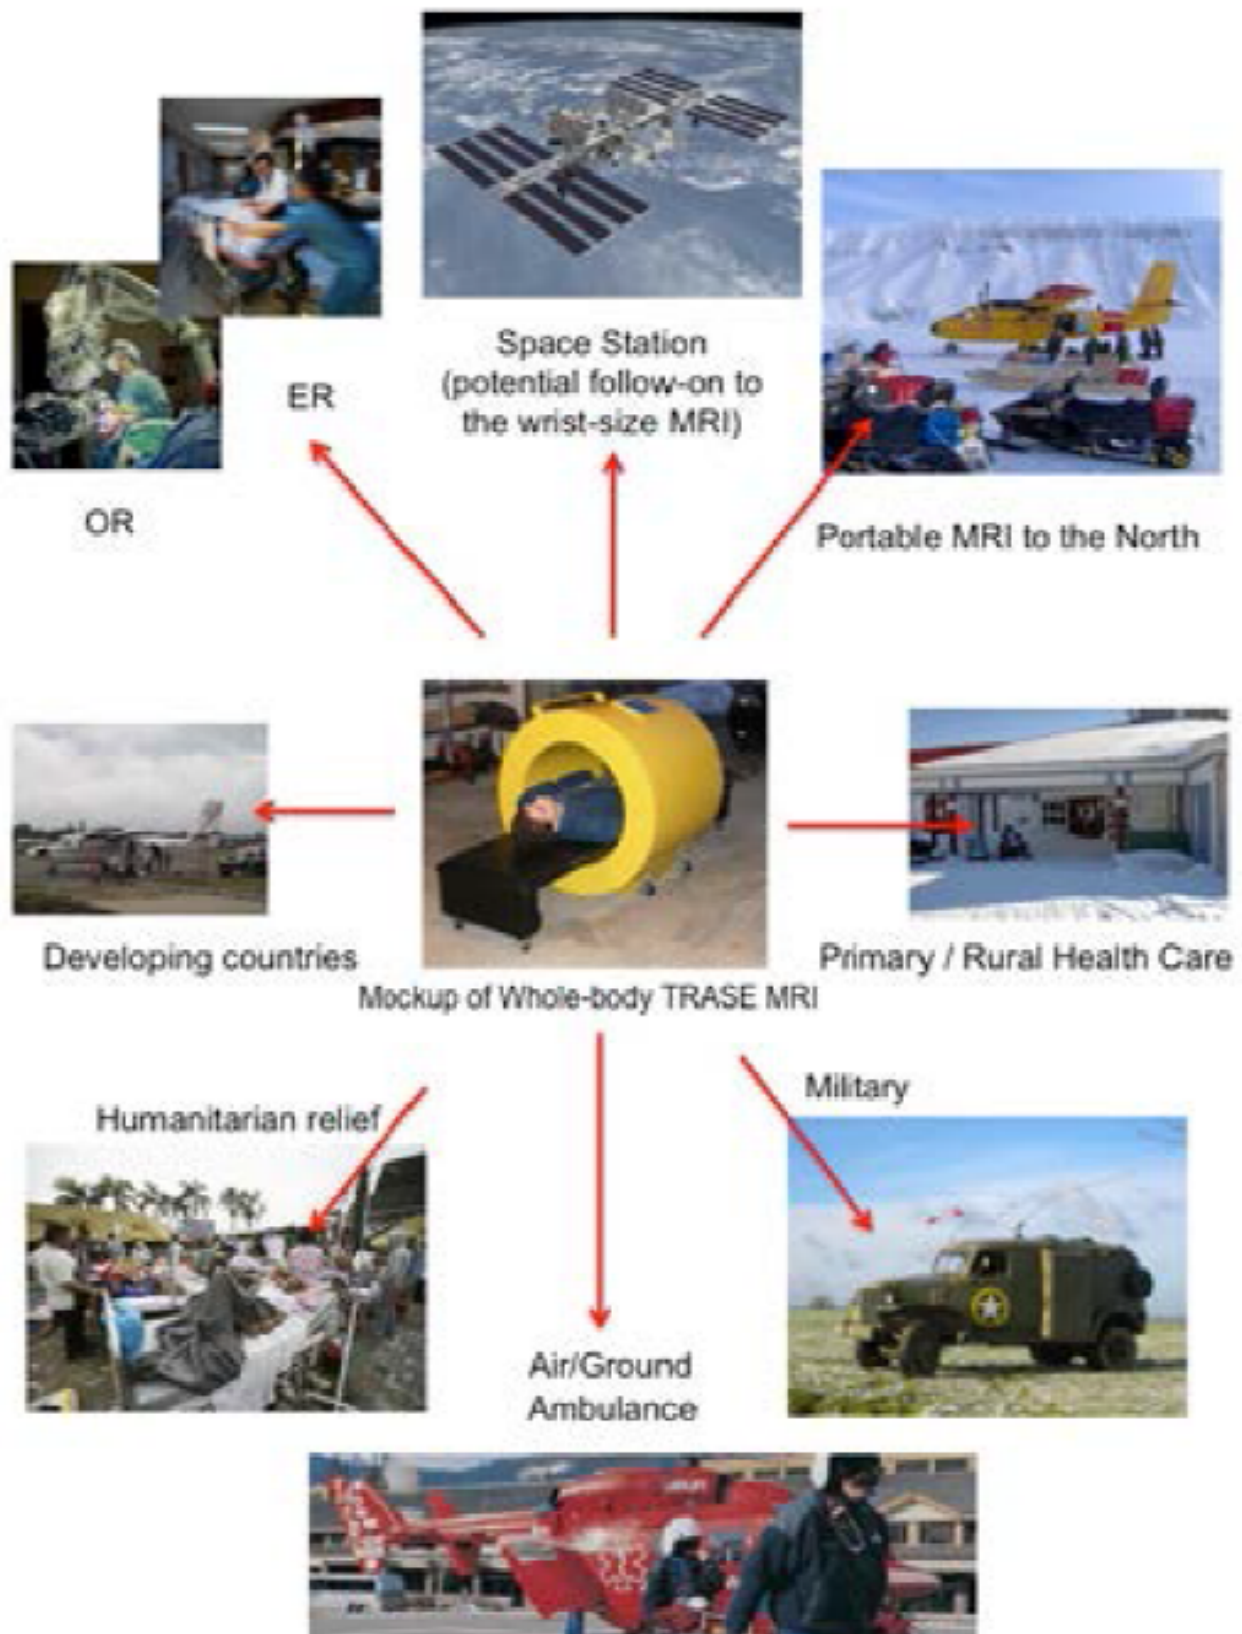 Space Station
(potential follow-on to
the wrist-size MRI)
ER
OR
Portable MRI to the North
Developing countries
Primary / Rural Health Care
Mockup of Whole-body TRASE MRI
Humanitarian relief
Military
Air/Ground
Ambulance